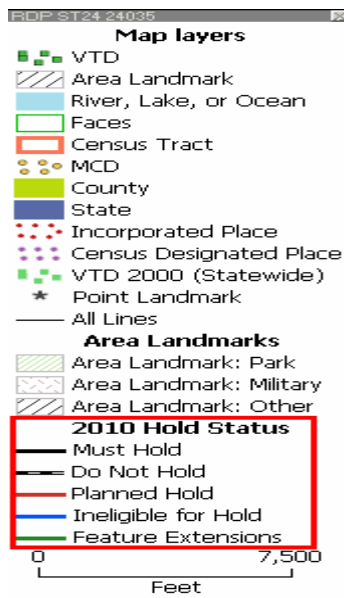 RDP ST24 24035
Map layers
VTD
Area Landmark
River, Lake, or Ocean
Faces
Census Tract
MCD
County
State
Incorporated Place
Census Designated Place
VTD 2000 (Statewide)
Point Landmark
All Lines
Area Landmarks
Area Landmark: Park
Area Landmark: Military
Area Landmark: Other
2010 Hold Status
Must Hold
Do Not Hold
Planned Hold
Ineligible for Hold
Feature Extensions
0 7,500
Feet